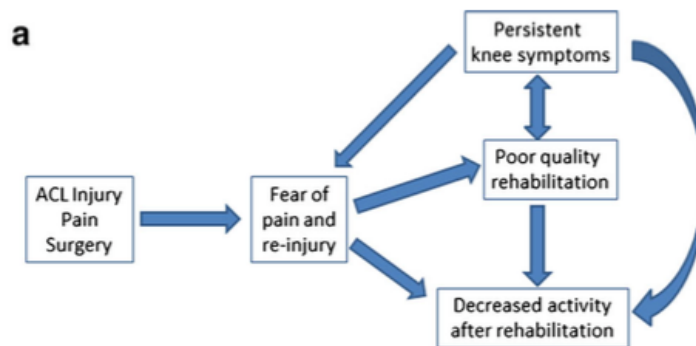 a
Persistent
knee symptoms
Poor quality
rehabilitation
ACL Injury
Pain
Surgery
Fear of
pain and
re-injury
Decreased activity
after rehabilitation